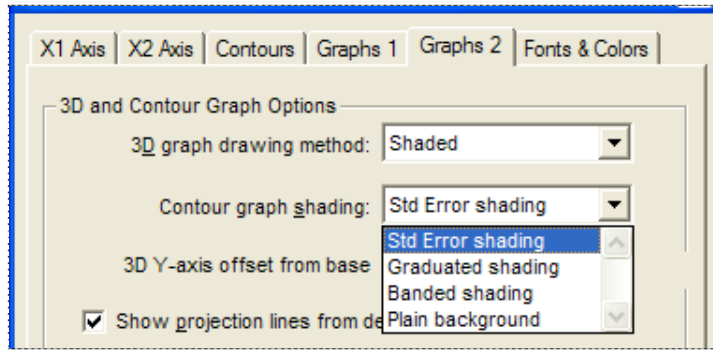 X1 Axis X2 Axis Contours Graphs 1 Graphs 2 Fonts & Colors
3D and Contour Graph Options
3D graph drawing method: Shaded
Contour graph shading: Std Error shading
Std Error shading
Graduated shading
3D Y-axis offset from base
Banded shading
Plain background
Show projection lines from de